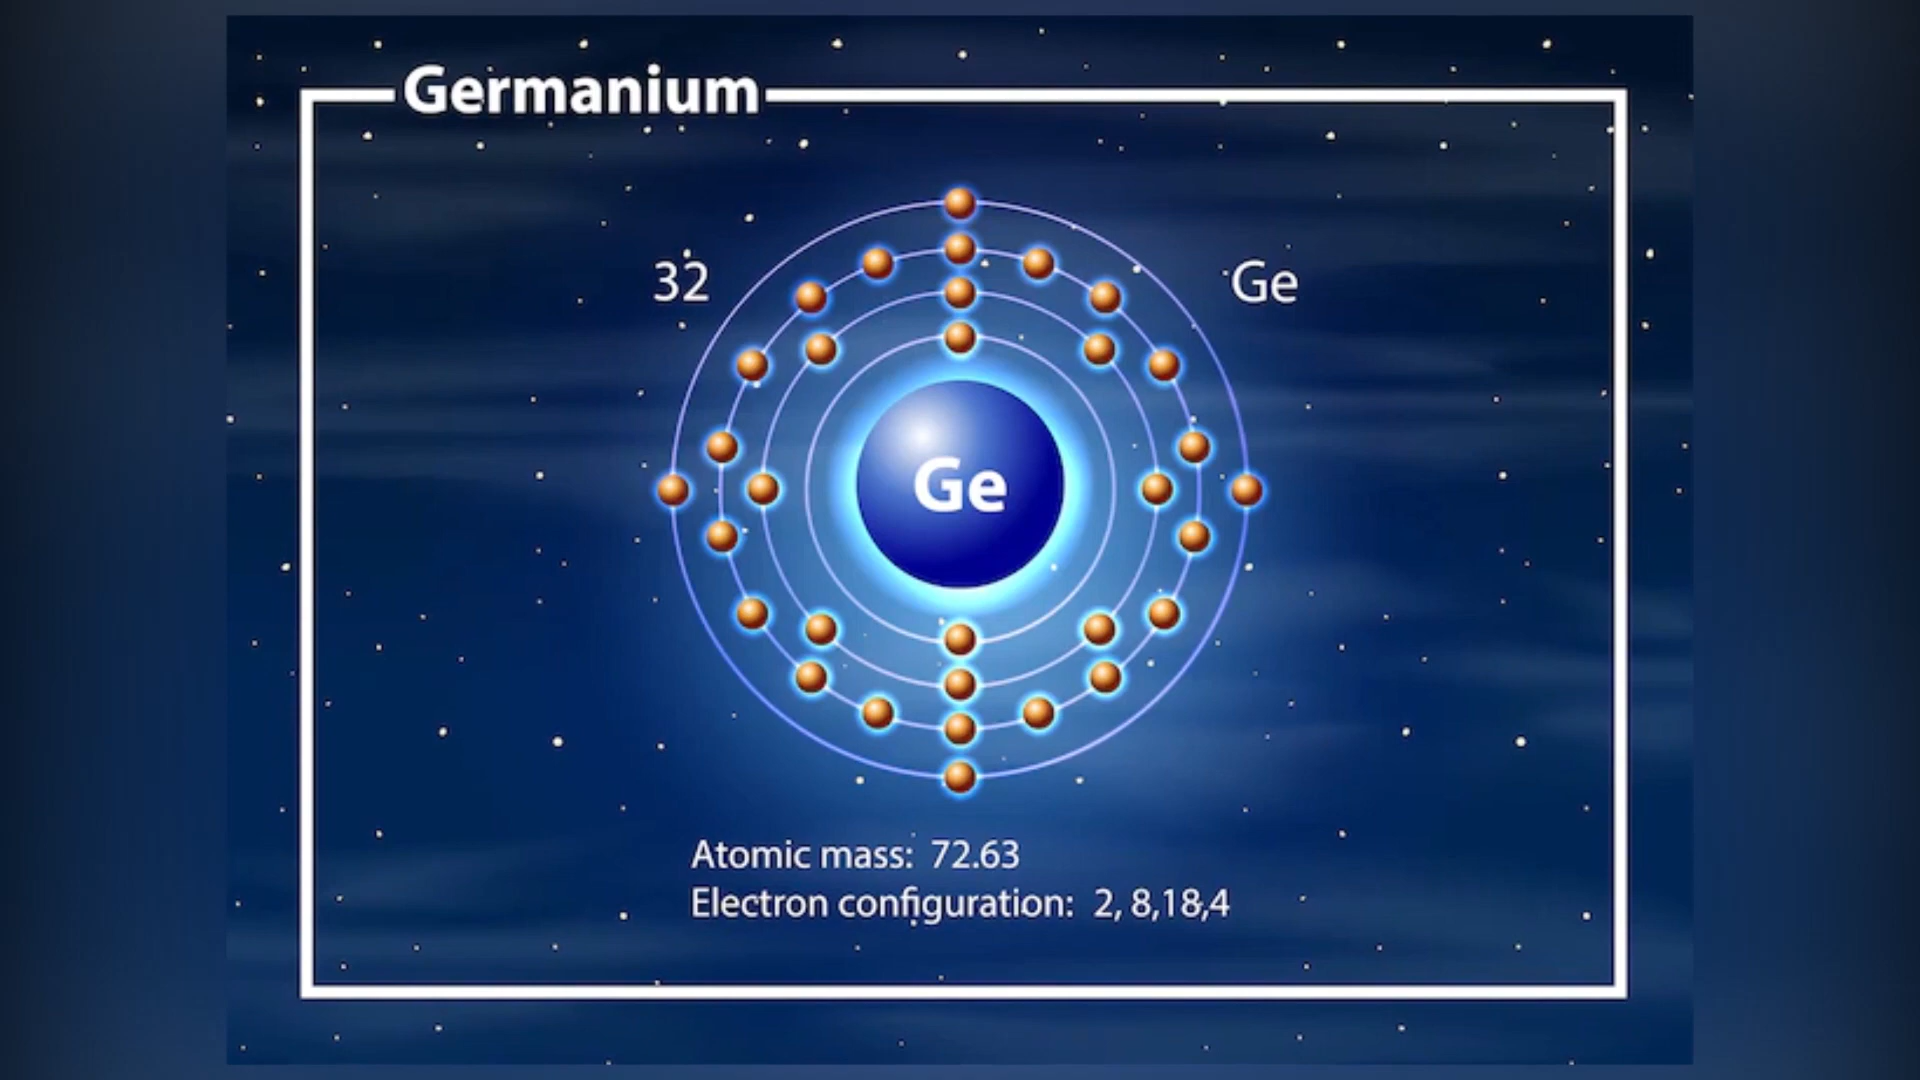 Germanium
32
Ge
Ge
Atomic mass: 72.63
Electron configuration: 2, 8,18,4